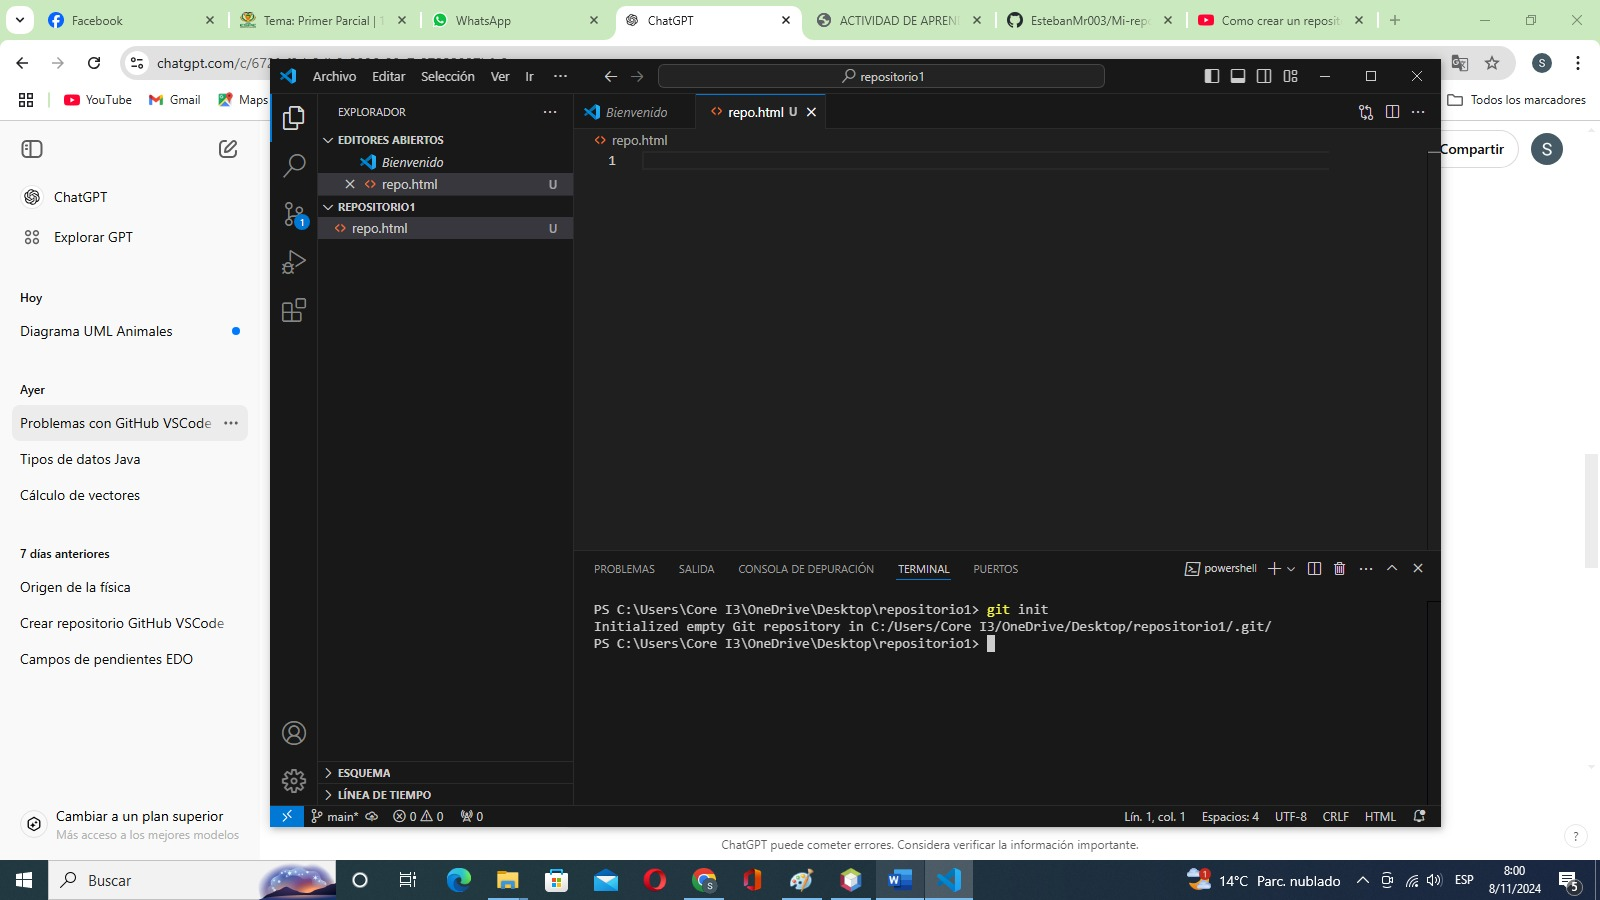 Facebook
Tema: Primer Parcial | 1
WhatsApp
ChatGPT
ACTIVIDAD DE APREN
EstebanMr003/Mi-repo
Como crear un reposit
chatgpt.com/c/672
YouTube
Gmail
Maps
Todos los marcadores
S
Archivo Editar Selección Ver Ir
repositorio1
EXPLORADOR
EDITORES ABIERTOS
Bienvenido
repo.html U
REPOSITORIO1
repo.html U
1
Bienvenido
repo.html U
repo.html
1
Compartir
S
ChatGPT
Explorar GPT
Hoy
Diagrama UML Animales
Ayer
Problemas con GitHub VSCode
Tipos de datos Java
Cálculo de vectores
7 días anteriores
Origen de la física
Crear repositorio GitHub VSCode
Campos de pendientes EDO
Cambiar a un plan superior
Más acceso a los mejores modelos
PROBLEMAS SALIDA CONSOLA DE DEPURACIÓN TERMINAL PUERTOS
powershell
PS C:\Users\Core I3\OneDrive\Desktop\repositorio1> git init
Initialized empty Git repository in C:/Users/Core I3/OneDrive/Desktop/repositorio1/.git/
PS C:\Users\Core I3\OneDrive\Desktop\repositorio1>
ESQUEMA
LÍNEA DE TIEMPO
main* 0 0 0
Lín. 1, col. 1 Espacios: 4 UTF-8 CRLF HTML
ChatGPT puede cometer errores. Considera verificar la información importante.
?
Buscar
S
1
14°C Parc. nublado
ESP
8:00
8/11/2024
5